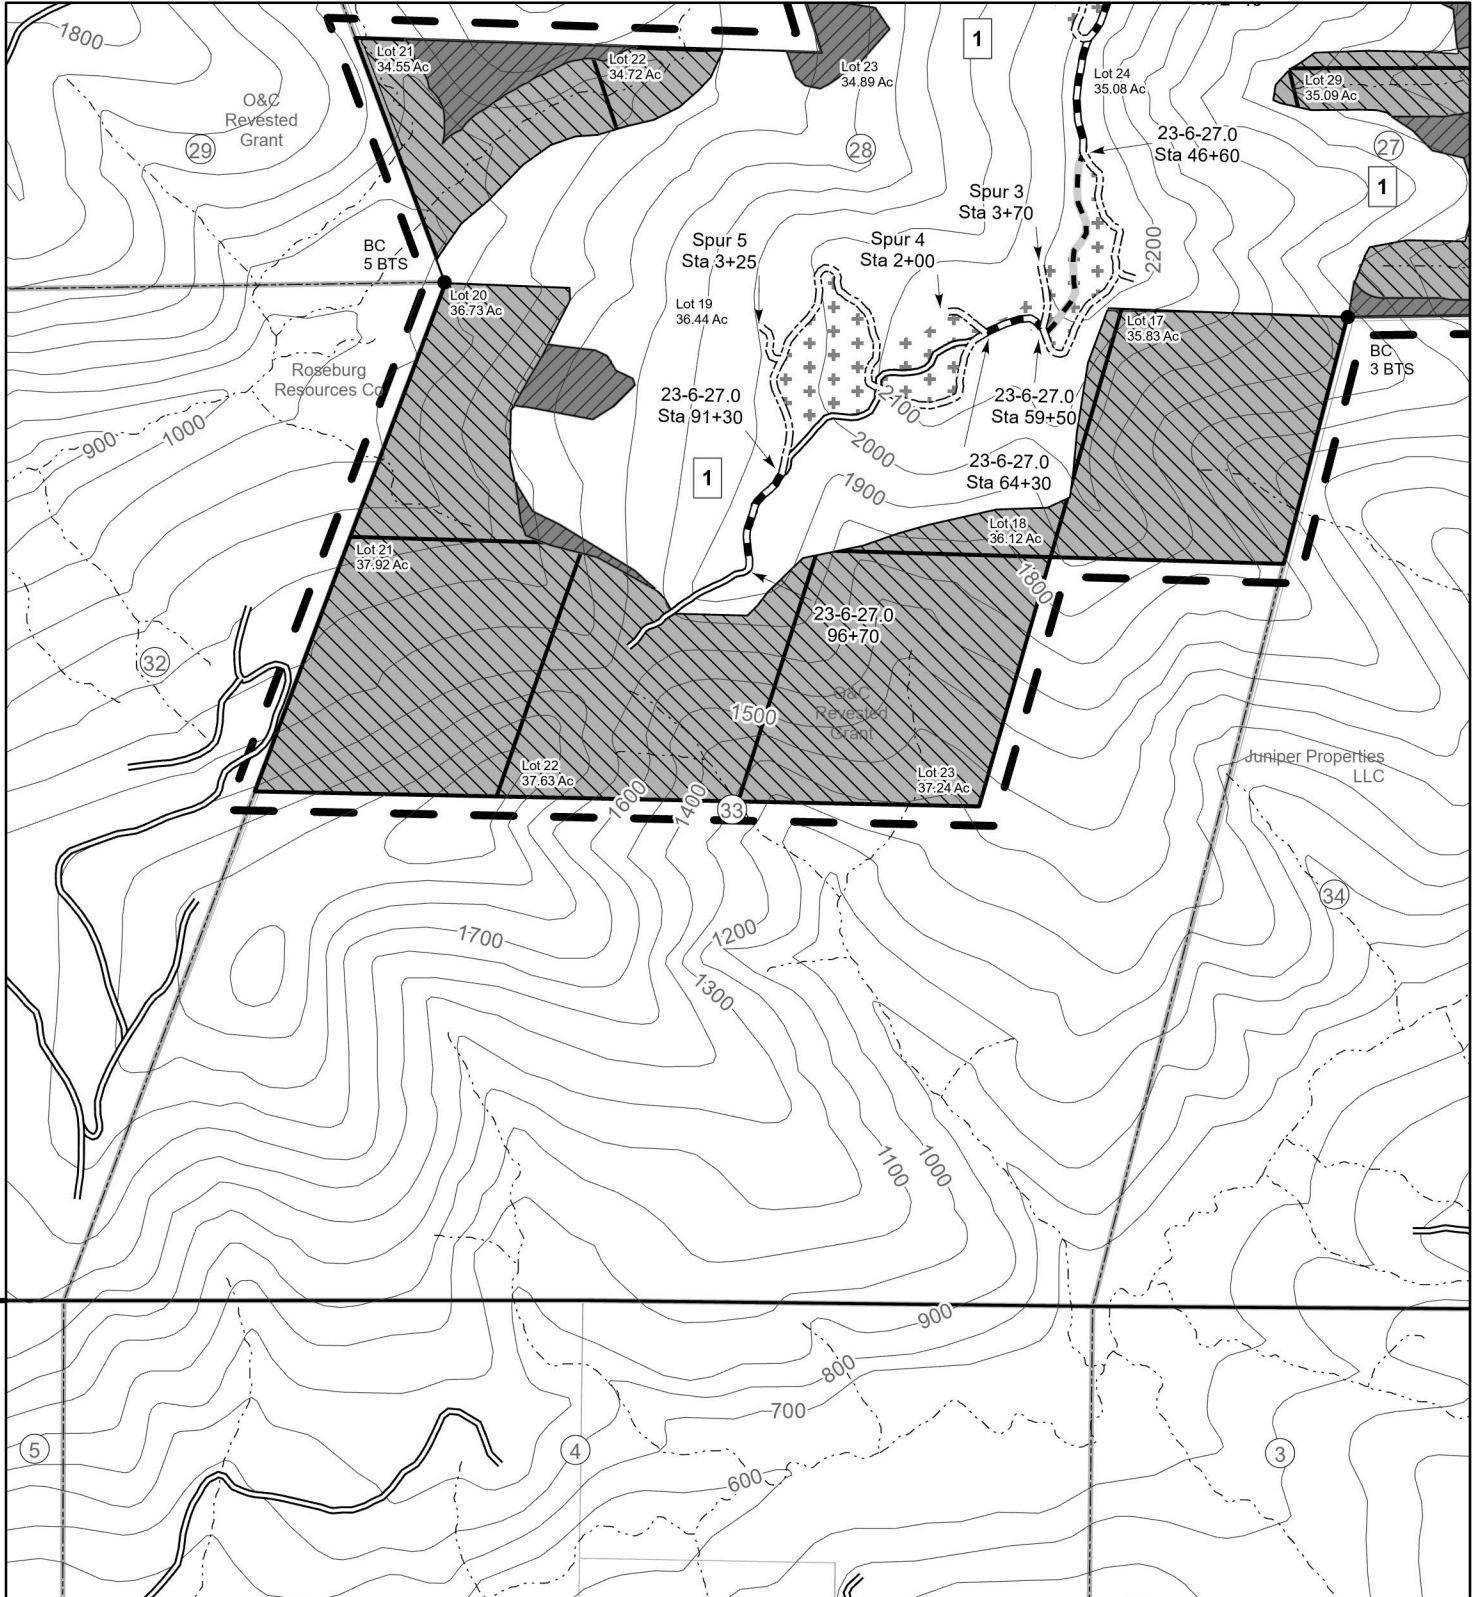 1800
Lot 21
34.55 Ac
Lot 22
34.72 Ac
Lot 23
34.89 Ac
1
Lot 24
35.08 Ac
Lot 29
35.09 Ac
O&C
Revested
Grant
29
28
27
1
23-6-27.0
Sta 46+60
Spur 3
Sta 3+70
Spur 4
Sta 2+00
Spur 5
Sta 3+25
2200
BC
5 BTS
Lot 20
36.73 Ac
Lot 19
36.44 Ac
Lot 17
35.83 Ac
BC
3 BTS
Roseburg
Resources Co
900
1000
23-6-27.0
Sta 91+30
2100
23-6-27.0
Sta 59+50
2000
23-6-27.0
Sta 64+30
1
1900
Lot 18
36.12 Ac
Lot 21
37.92 Ac
1800
23-6-27.0
96+70
32
O&C
Revested
Grant
1500
Juniper Properties
LLC
Lot 22
37.63 Ac
Lot 23
37.24 Ac
1600
1400
33
34
1700
1200
1300
1100
1000
900
800
700
5
4
3
600